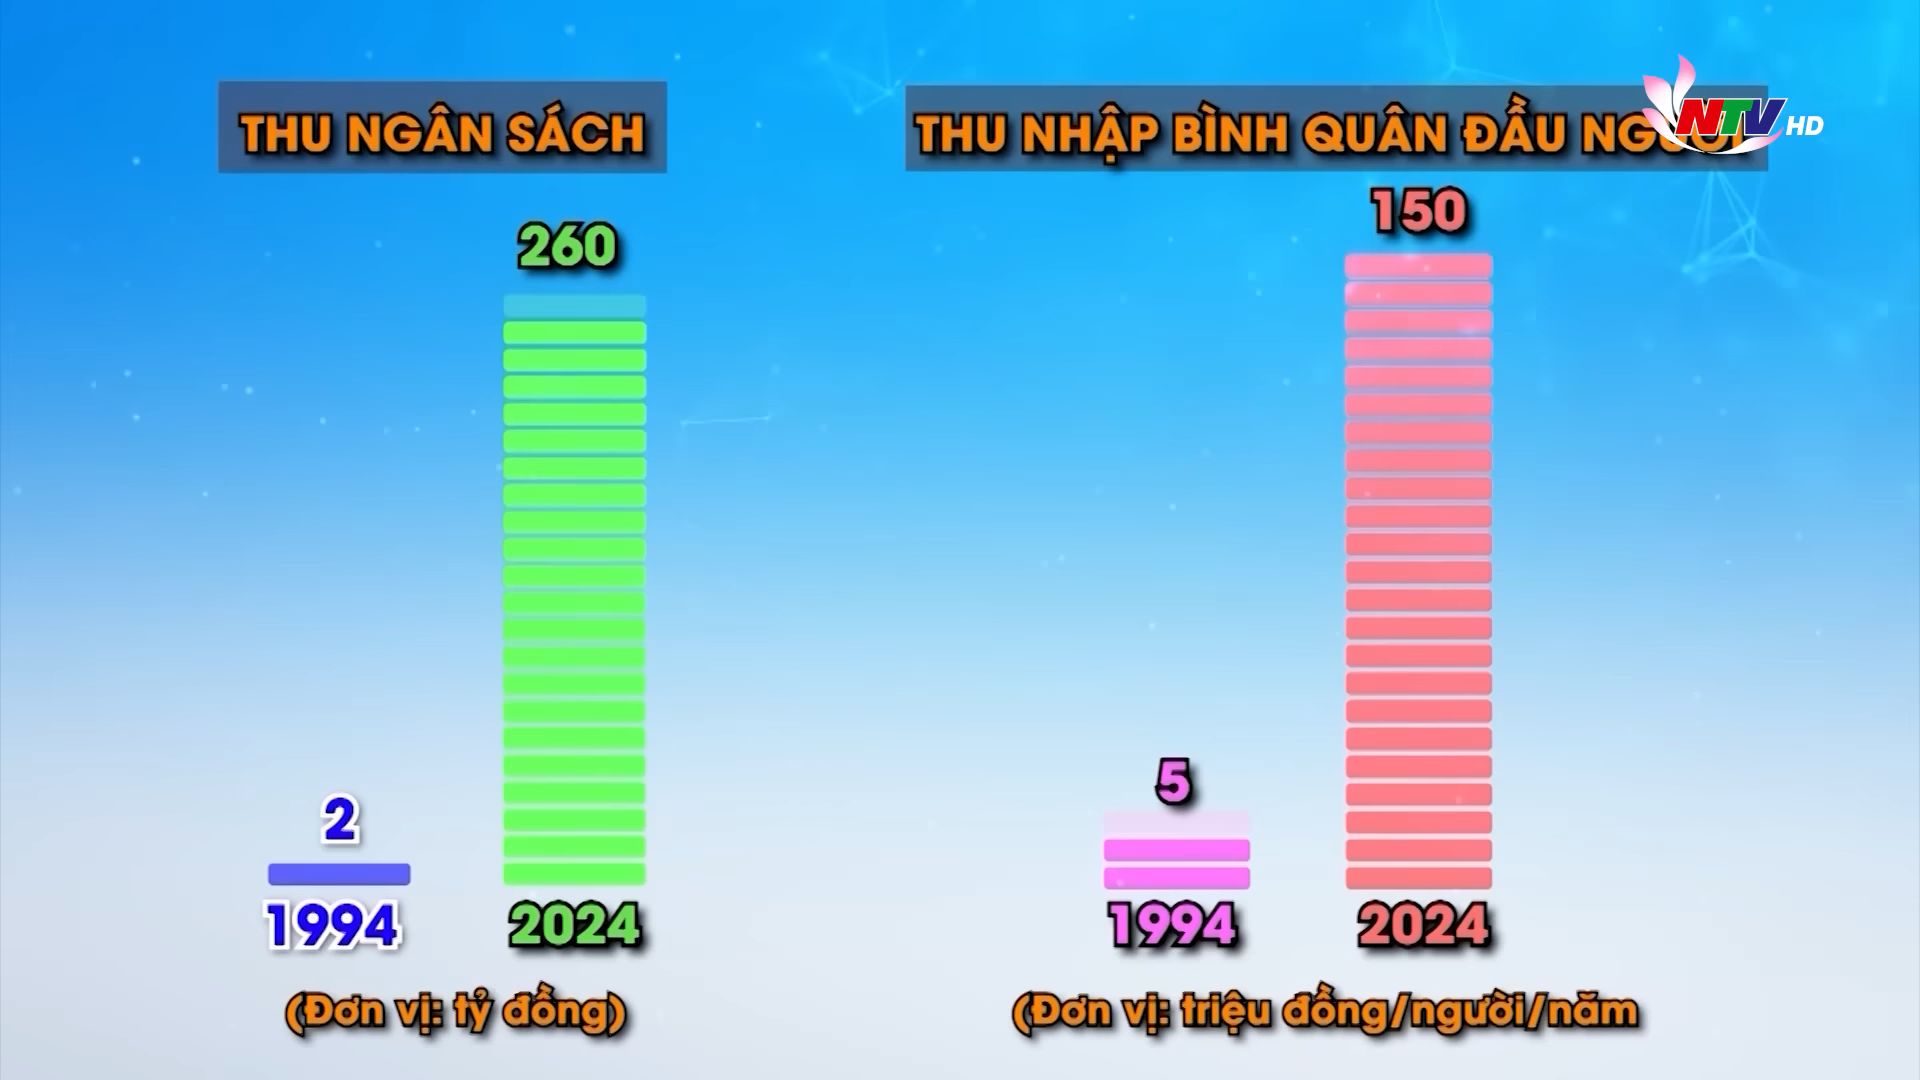 THU NGÂN SÁCH
THU NHẬP BÌNH QUÂN ĐẦU
NTV HD
260
150
2
5
1994
2024
1994
2024
(Đơn vị: tỷ đồng)
(Đơn vị: triệu đồng/người/năm